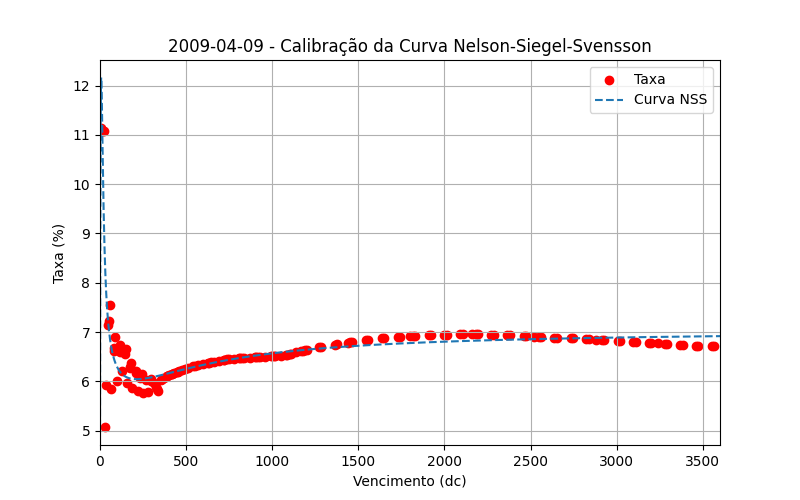 2009-04-09 - Calibração da Curva Nelson-Siegel-Svensson
Taxa
Curva NSS
Taxa (%)
12
11
10
9
8
7
6
5
0 500 1000 1500 2000 2500 3000 3500
Vencimento (dc)